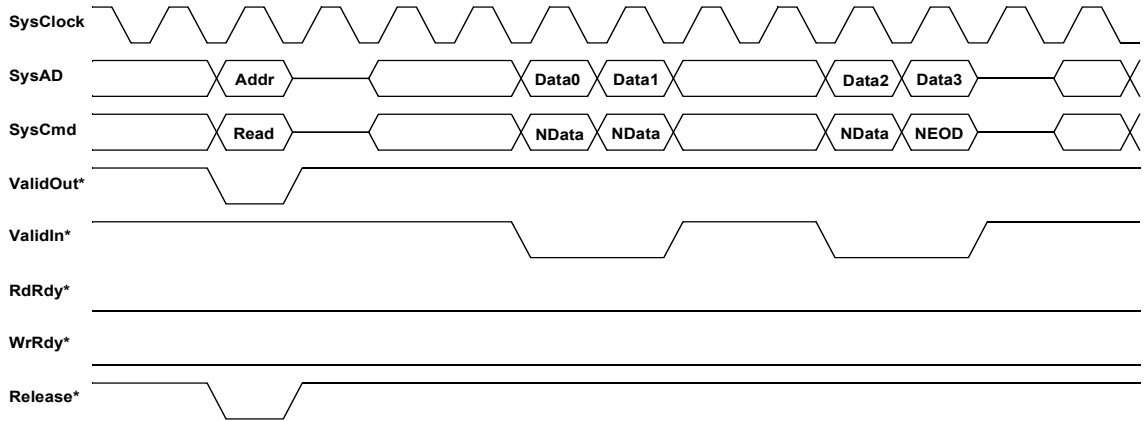 SysClock
SysAD Addr Data0 Data1 Data2 Data3
SysCmd Read NData NData NData NEOD
ValidOut*
ValidIn*
RdRdy*
WrRdy*
Release*